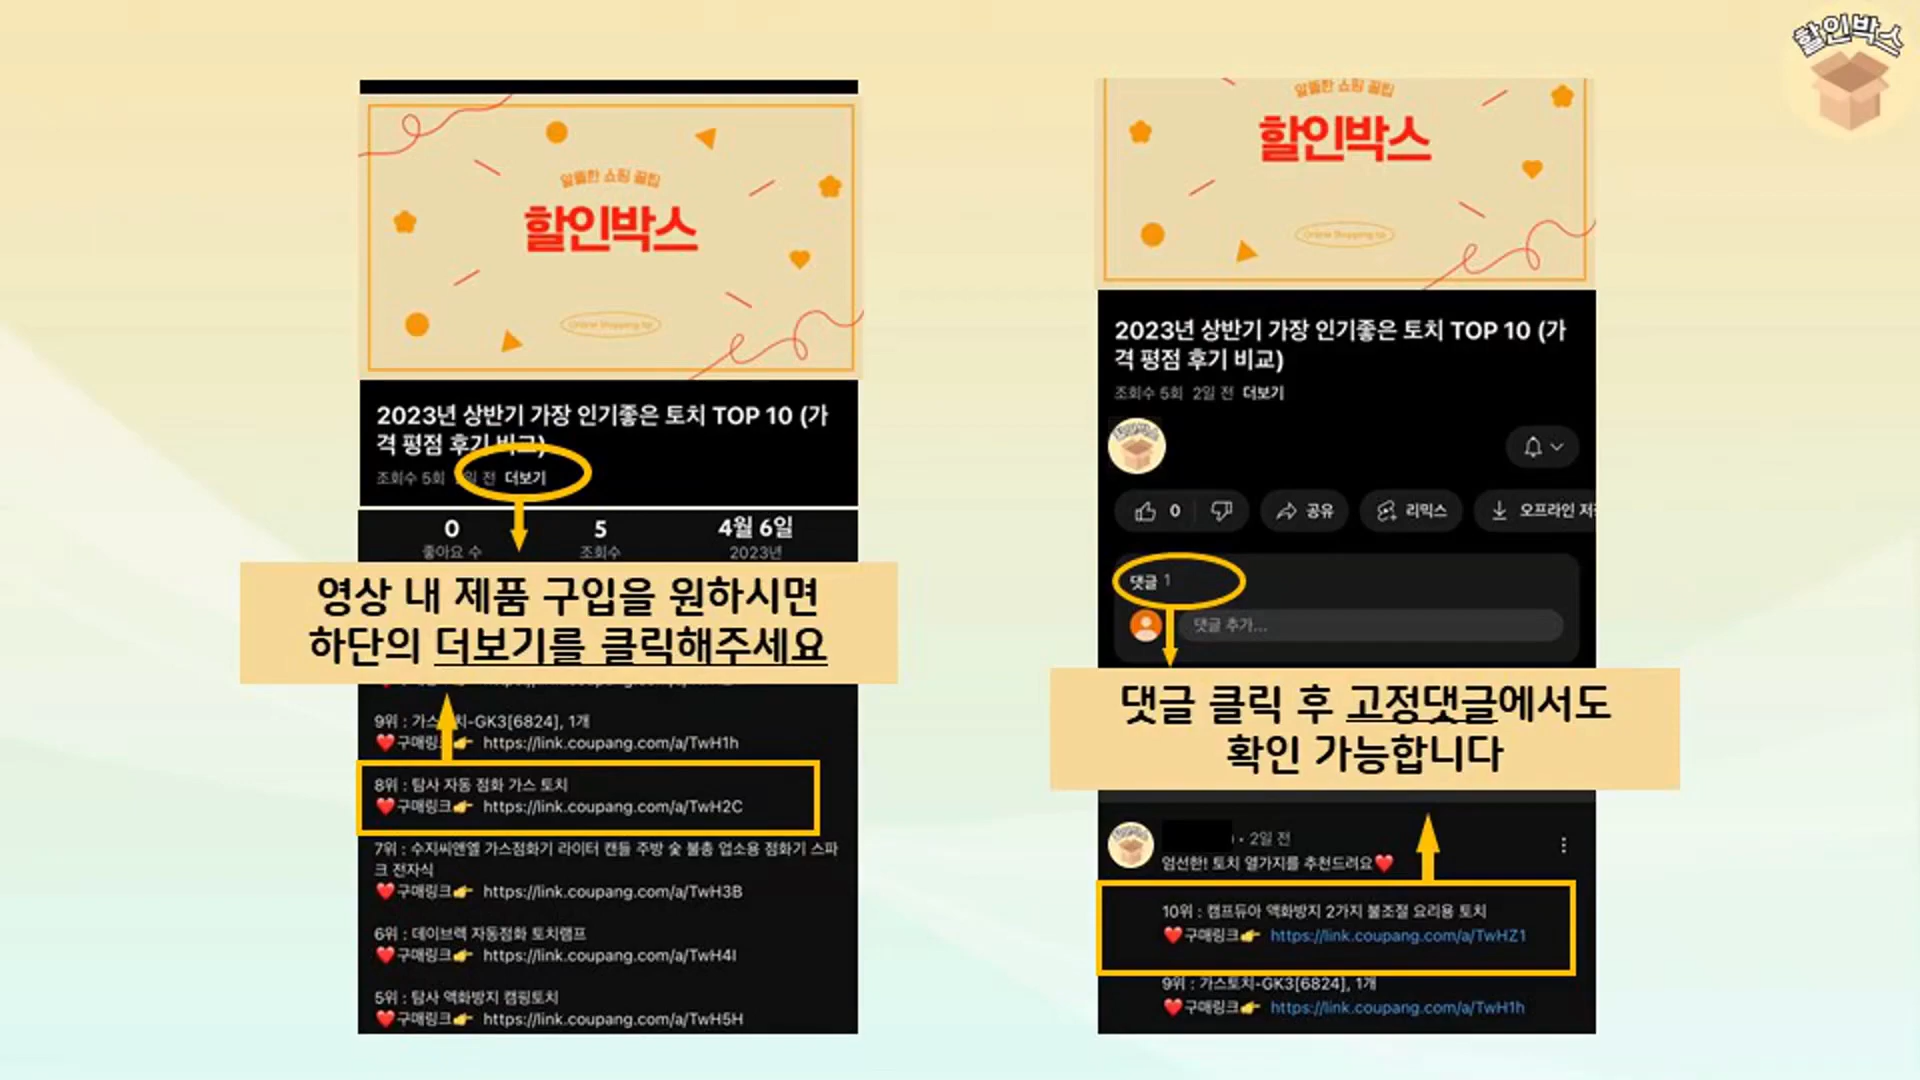 할인박스
알뜰한 쇼핑 꿀팁
할인박스
Online Shopping tip
2023년 상반기 가장 인기좋은 토치 TOP 10 (가
격 평점 후기 비교)
조회수 5회 전 더보기
0 5 4월 6일
좋아요 수 조회수 2023년
영상 내 제품 구입을 원하시면
하단의 더보기를 클릭해주세요
9위 : 가스토치-GK3[6824], 1개
❤️구매링크👉 https://link.coupang.com/a/TwH1h
8위 : 탐사 자동 점화 가스 토치
❤️구매링크👉 https://link.coupang.com/a/TwH2C
7위 : 수지씨앤엘 가스점화기 라이터 캔들 주방 숯 불총 업소용 점화기 스파
크 전자식
❤️구매링크👉 https://link.coupang.com/a/TwH3B
6위 : 데이브렉 자동점화 토치램프
❤️구매링크👉 https://link.coupang.com/a/TwH4I
5위 : 탐사 액화방지 캠핑토치
❤️구매링크👉 https://link.coupang.com/a/TwH5H
알뜰한 쇼핑 꿀팁
할인박스
Online Shopping tip
2023년 상반기 가장 인기좋은 토치 TOP 10 (가
격 평점 후기 비교)
조회수 5회 2일 전 더보기
할인박스
0 공유 리믹스 오프라인 저
댓글 1
댓글 추가...
댓글 클릭 후 고정댓글에서도
확인 가능합니다
할인박스
· 2일 전
엄선한! 토치 열가지를 추천드려요❤️
10위 : 캠프듀아 액화방지 2가지 불조절 요리용 토치
❤️구매링크👉 https://link.coupang.com/a/TwHZ1
9위 : 가스토치-GK3[6824], 1개
❤️구매링크👉 https://link.coupang.com/a/TwH1h